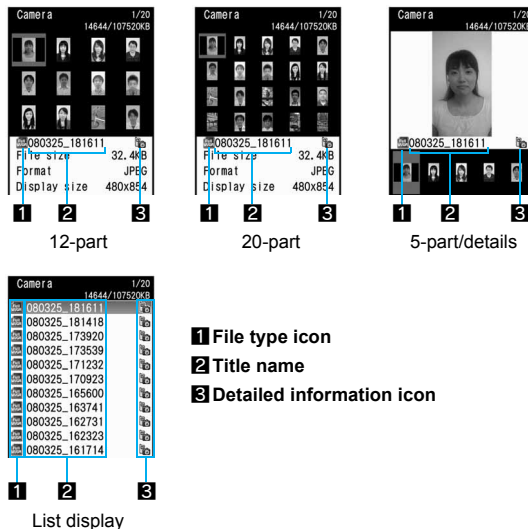 Camera 1/20
14644/107520KB
080325_181611
File size 32.4KB
Format JPEG
Display size 480x854
1 2 3
12-part
Camera 1/20
14644/107520KB
080325_181611
File size 32.4KB
Format JPEG
Display size 480x854
1 2 3
20-part
Camera 1/20
14644/107520KB
080325_181611
1 2 3
5-part/details
Camera 1/20
14644/107520KB
080325_181611
080325_181418
080325_173920
080325_173539
080325_171232
080325_170923
080325_165600
080325_163741
080325_162731
080325_162323
080325_161714
1 2 3
List display
1 File type icon
2 Title name
3 Detailed information icon